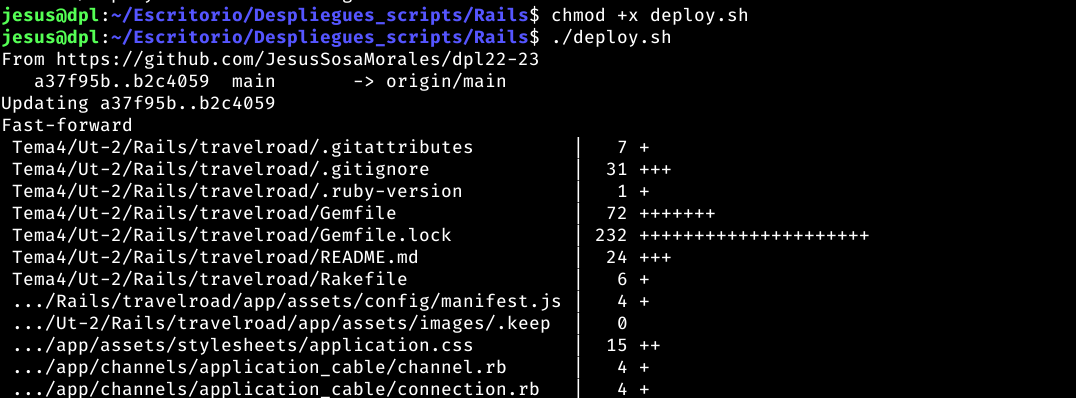 jesus@dpl:~/Escritorio/Despliegues_scripts/Rails$ chmod +x deploy.sh
jesus@dpl:~/Escritorio/Despliegues_scripts/Rails$ ./deploy.sh
From https://github.com/JesusSosaMorales/dpl22-23
   a37f95b..b2c4059  main       -> origin/main
Updating a37f95b..b2c4059
Fast-forward
 Tema4/Ut-2/Rails/travelroad/.gitattributes         |   7 +
 Tema4/Ut-2/Rails/travelroad/.gitignore             |  31 +++
 Tema4/Ut-2/Rails/travelroad/.ruby-version          |   1 +
 Tema4/Ut-2/Rails/travelroad/Gemfile                |  72 +++++++
 Tema4/Ut-2/Rails/travelroad/Gemfile.lock           | 232 +++++++++++++++++++++
 Tema4/Ut-2/Rails/travelroad/README.md              |  24 +++
 Tema4/Ut-2/Rails/travelroad/Rakefile               |   6 +
 .../Rails/travelroad/app/assets/config/manifest.js |   4 +
 .../Ut-2/Rails/travelroad/app/assets/images/.keep  |   0
 .../app/assets/stylesheets/application.css         |  15 ++
 .../app/channels/application_cable/channel.rb      |   4 +
 .../app/channels/application_cable/connection.rb   |   4 +